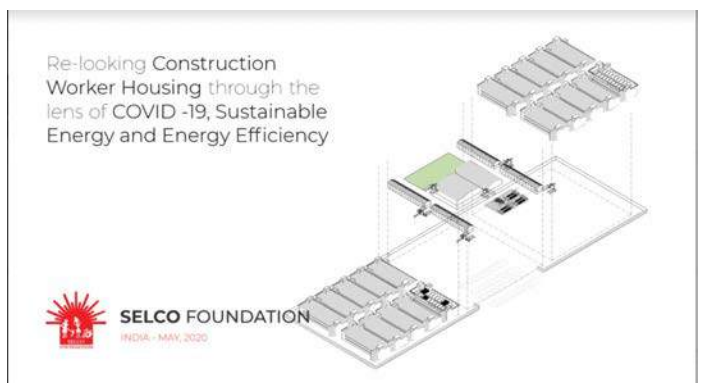 Re-looking Construction
Worker Housing through the
lens of COVID -19, Sustainable
Energy and Energy Efficiency
SELCO FOUNDATION
INDIA - MAY, 2020
SELCO